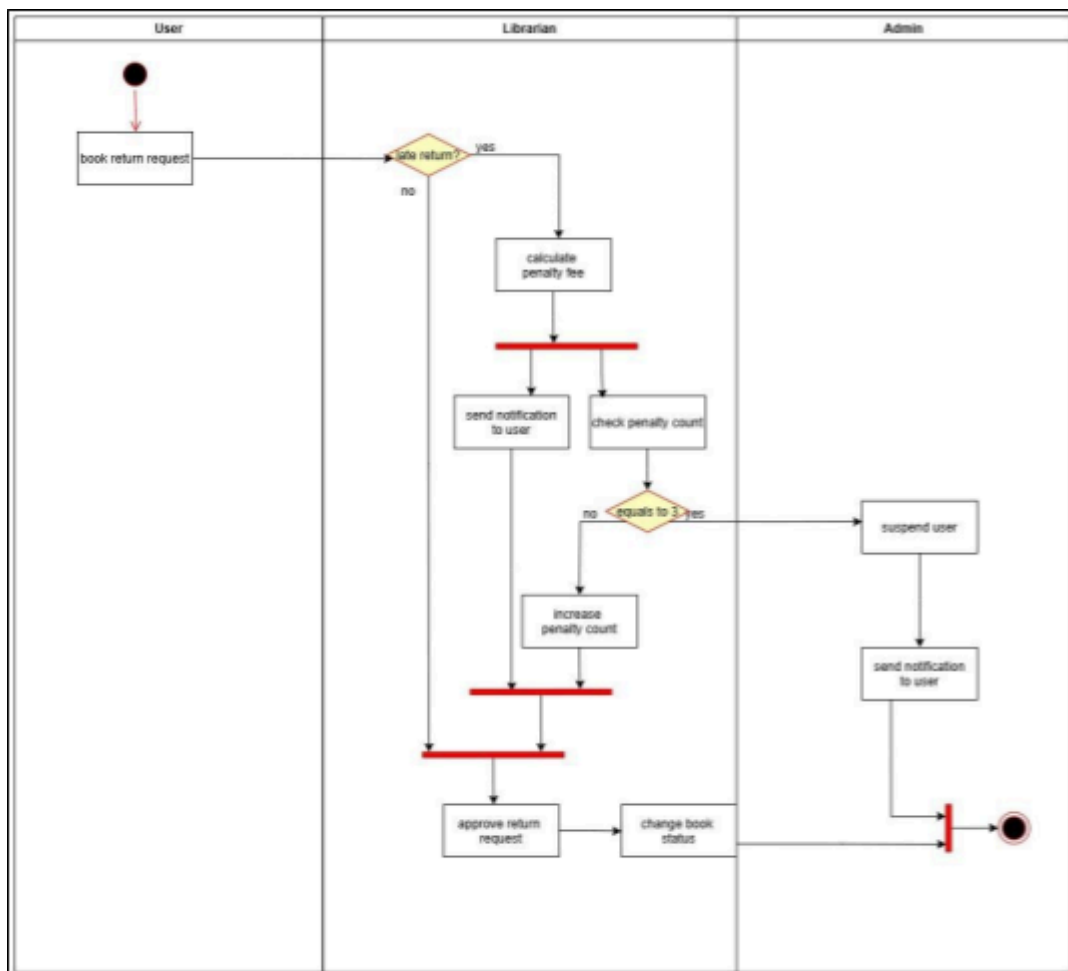 User
Librarian
Admin
book return request
late return?
yes
no
calculate
penalty fee
send notification
to user
check penalty count
no
equals to 3
yes
suspend user
increase
penalty count
send notification
to user
approve return
request
change book
status